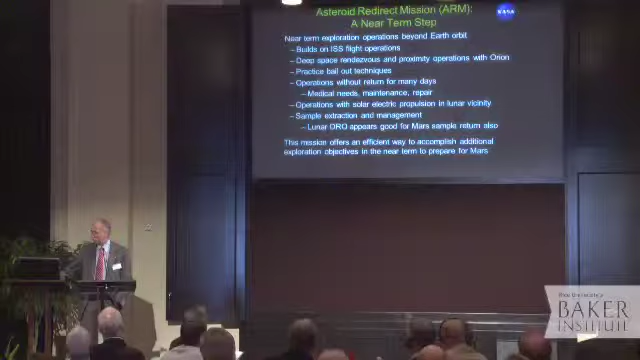 Asteroid Redirect Mission (ARM):
A Near Term Step
NASA
Near term exploration operations beyond Earth orbit
–Builds on ISS flight operations
–Deep space rendezvous and proximity operations with Orion
–Practice bail out techniques
–Operations without return for many days
–Medical needs, maintenance, repair
–Operations with solar electric propulsion in lunar vicinity
–Sample extraction and management
–Lunar DRO appears good for Mars sample return also
This mission offers an efficient way to accomplish additional
exploration objectives in the near term to prepare for Mars
Rice University's
BAKER
INSTITUTE